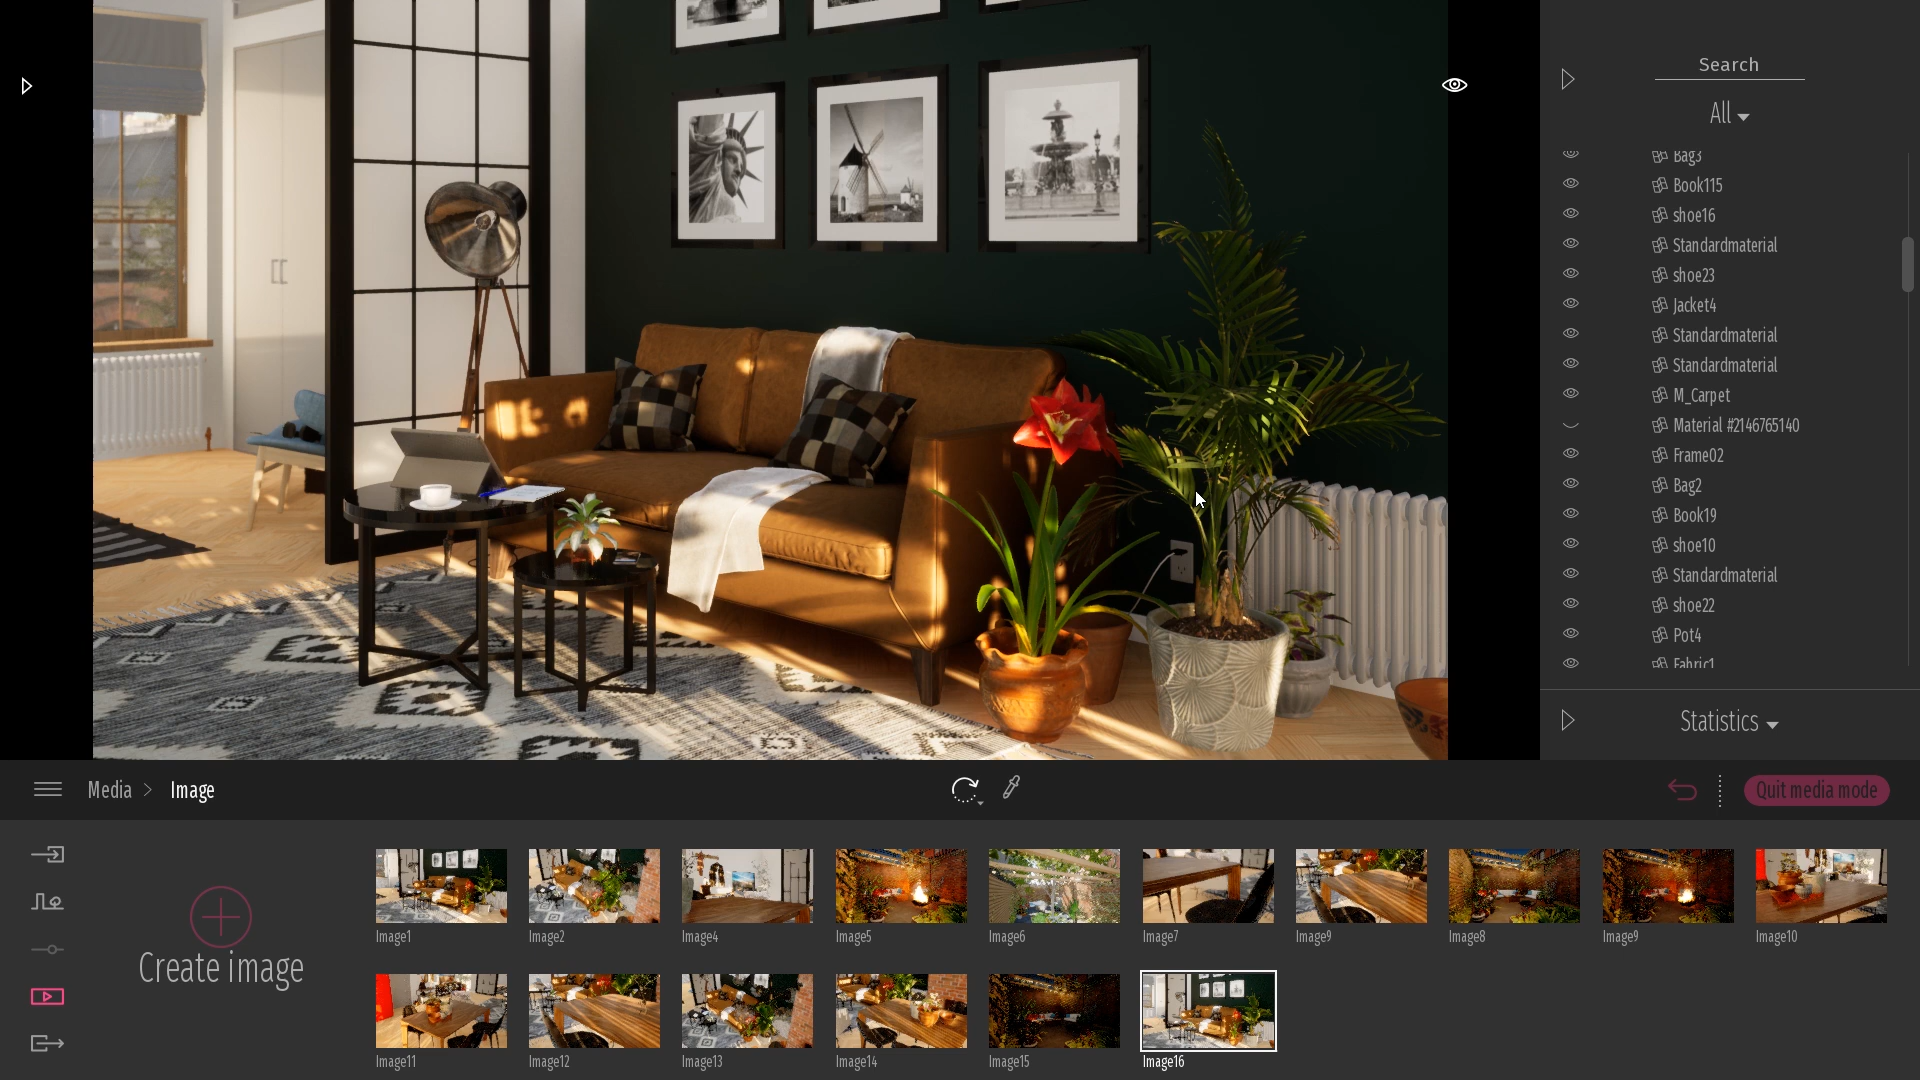 Search
All
Bag3
Book115
shoe16
Standardmaterial
shoe23
Jacket4
Standardmaterial
Standardmaterial
M_Carpet
Material #2146765140
Frame02
Bag2
Book19
shoe10
Standardmaterial
shoe22
Pot4
Fabric1
Statistics
Media > Image
Quit media mode
Create image
Image1
Image2
Image4
Image5
Image6
Image7
Image9
Image8
Image9
Image10
Image11
Image12
Image13
Image14
Image15
Image16